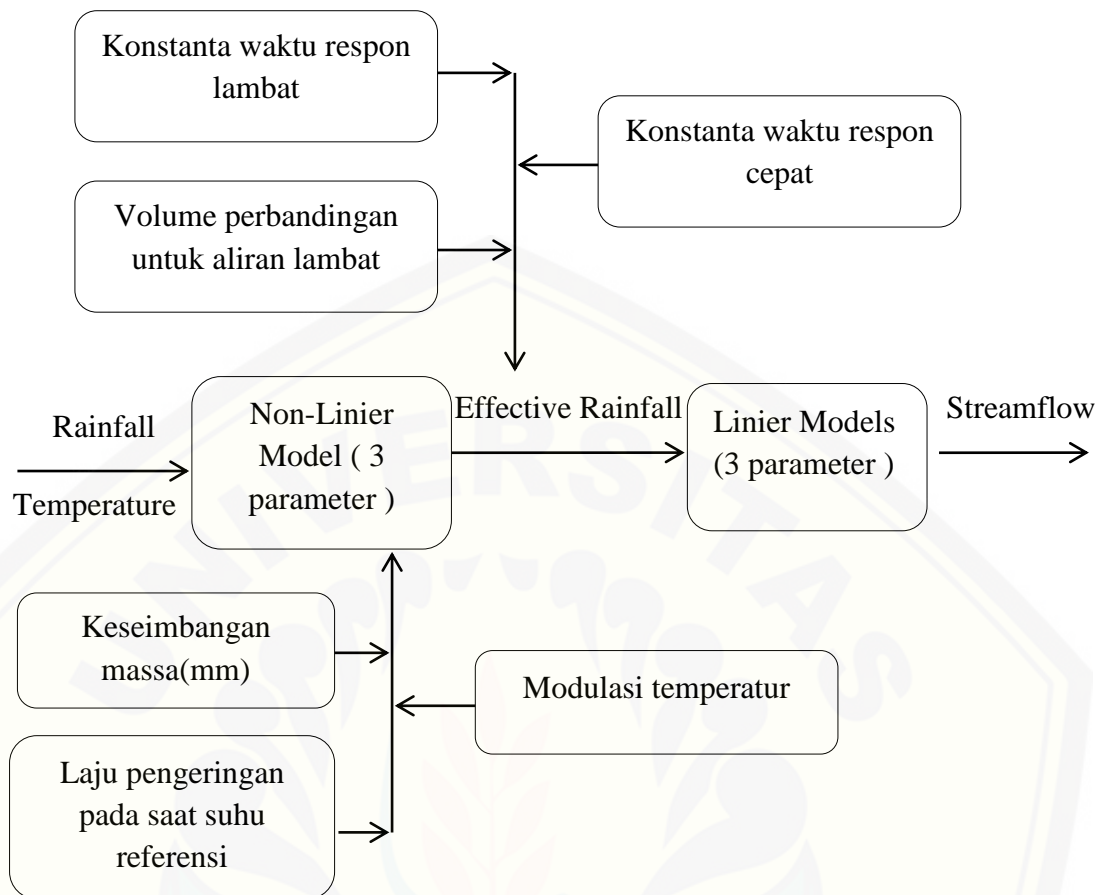 Konstanta waktu respon
lambat
Konstanta waktu respon
cepat
Volume perbandingan
untuk aliran lambat
Rainfall
Temperature
Non-Linier
Model ( 3
parameter )
Effective Rainfall
Linier Models
(3 parameter )
Streamflow
Keseimbangan
massa(mm)
Modulasi temperatur
Laju pengeringan
pada saat suhu
referensi
UNIVERSITAS